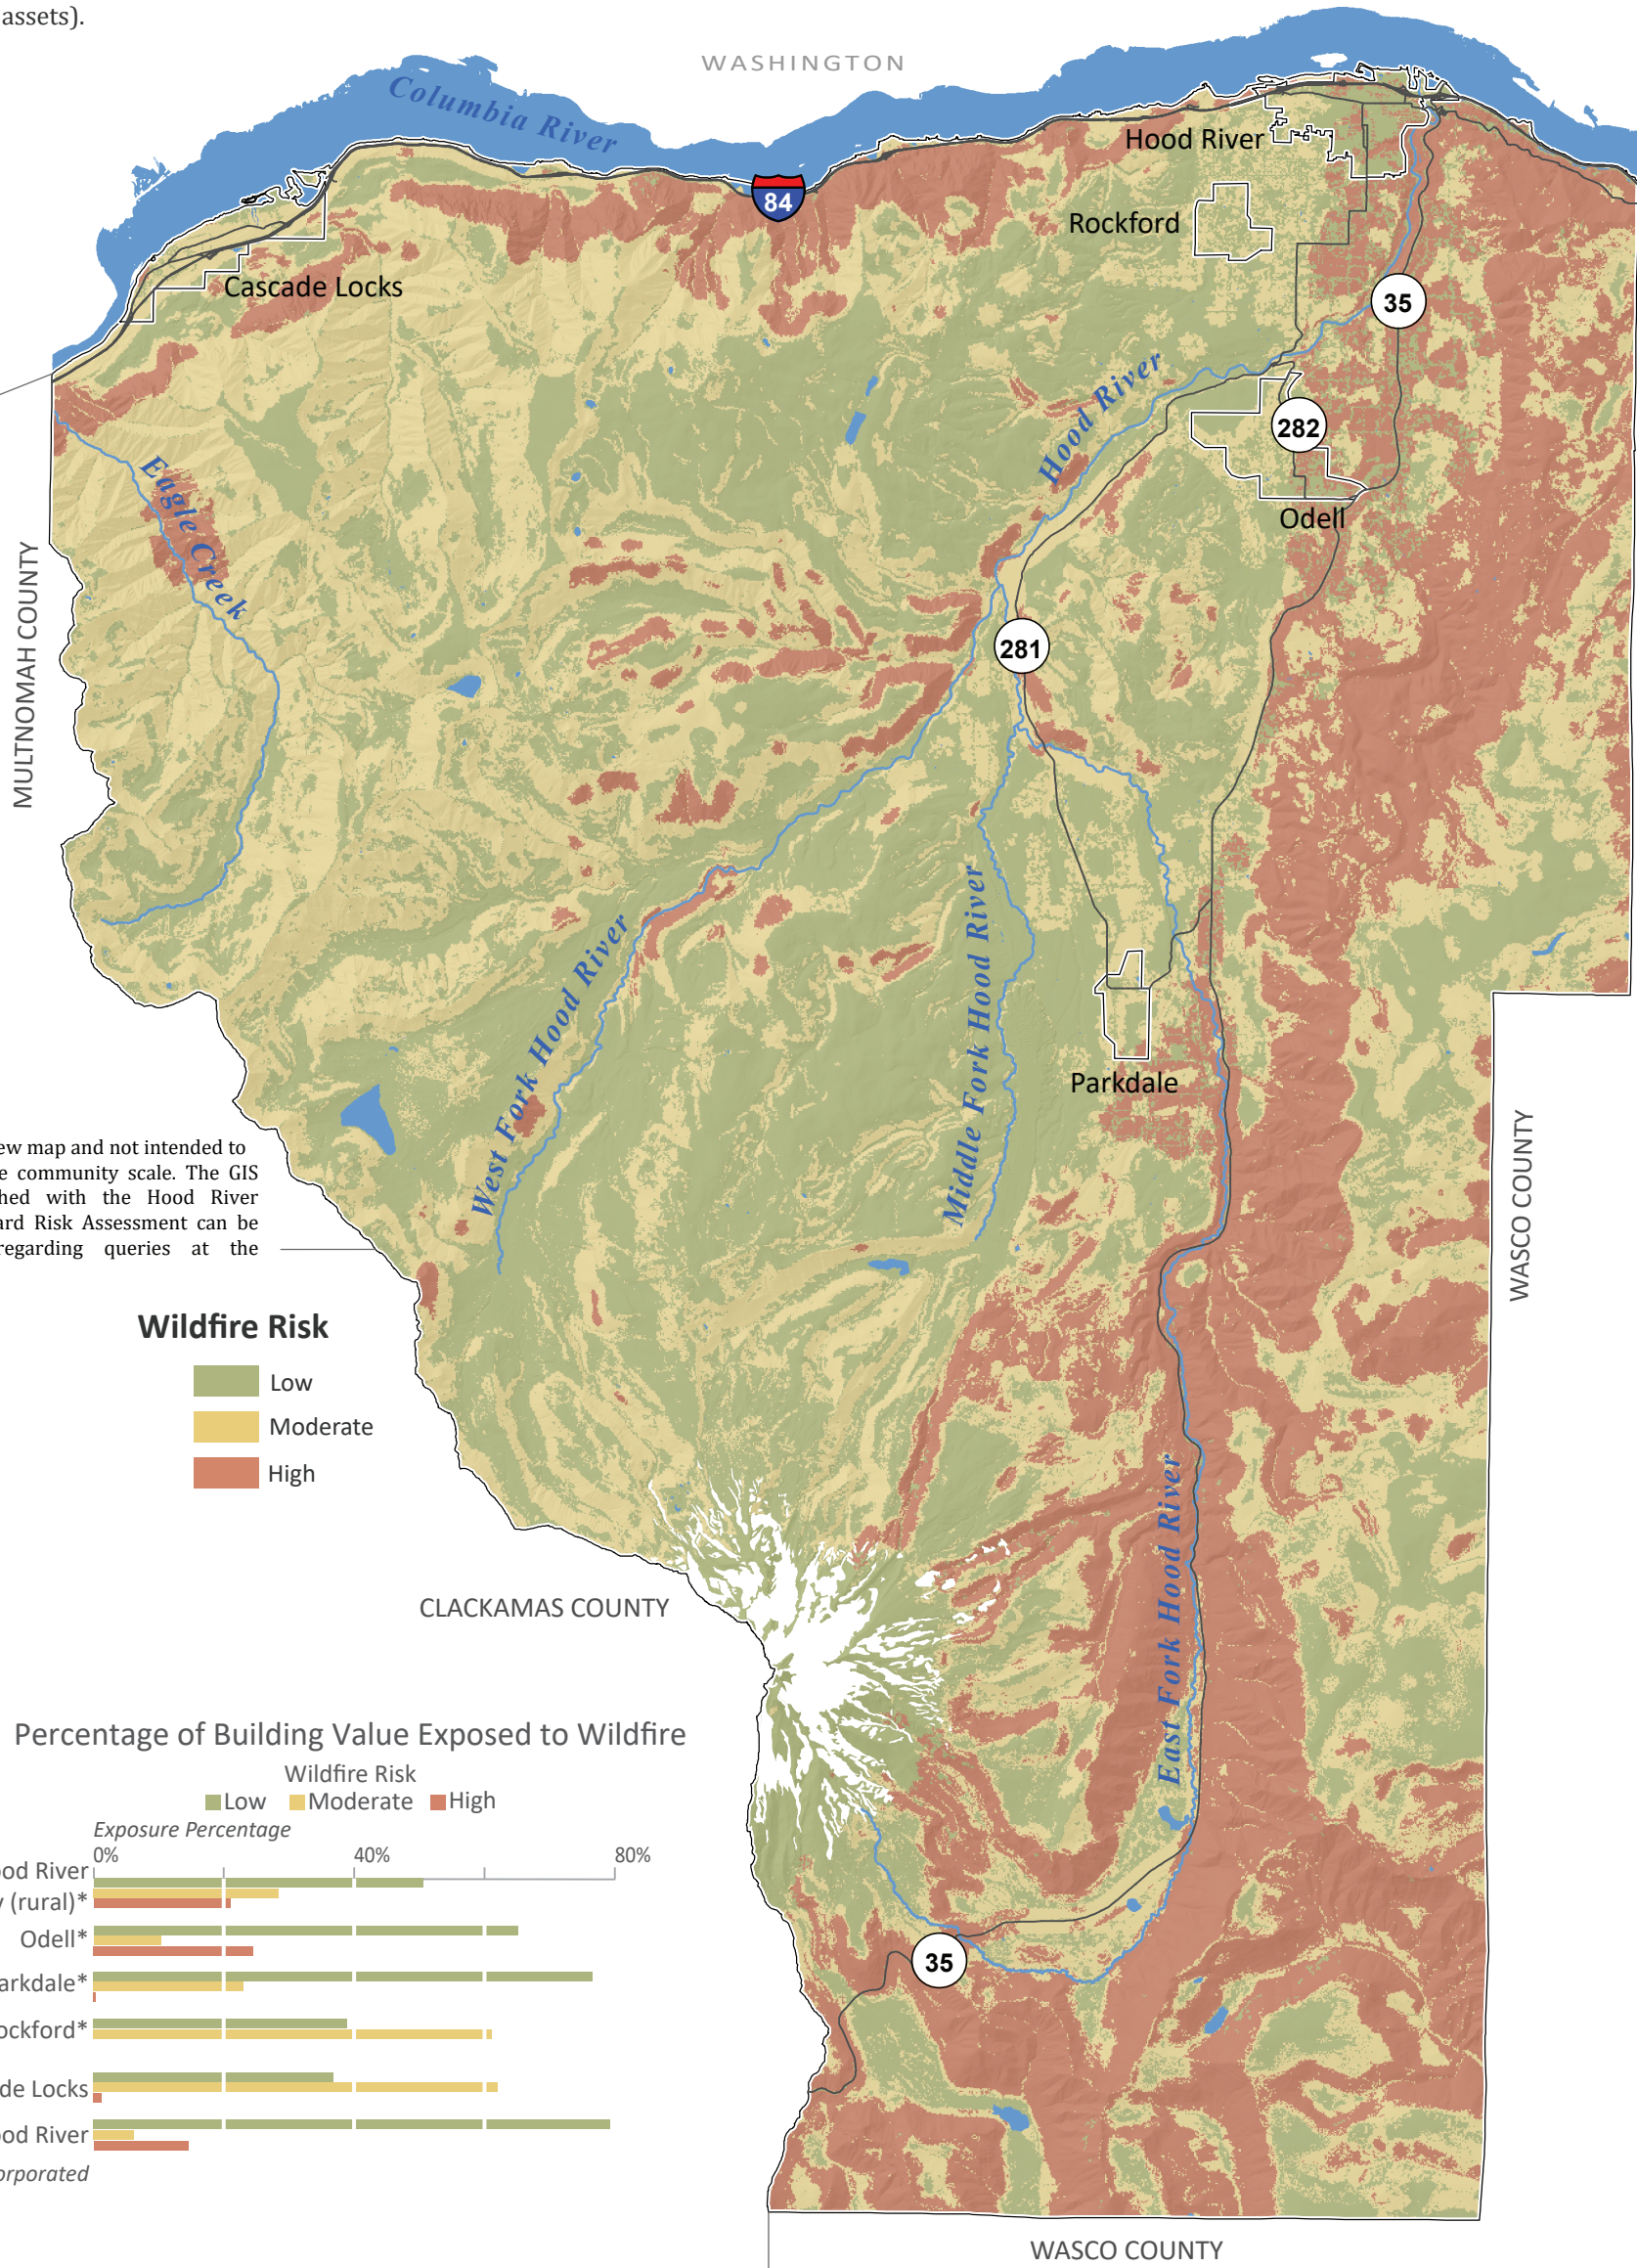 assets).
WASHINGTON
Columbia River
Hood River
84
Rockford
Cascade Locks
35
Hood River
282
Eagle Creek
Odell
MULTNOMAH COUNTY
281
West Fork Hood River
Middle Fork Hood River
Parkdale
WASCO COUNTY
ew map and not intended to
e community scale. The GIS
hed with the Hood River
ard Risk Assessment can be
regarding queries at the
Wildfire Risk
Low
Moderate
High
East Fork Hood River
CLACKAMAS COUNTY
Percentage of Building Value Exposed to Wildfire
Wildfire Risk
Low Moderate High
Exposure Percentage
0% 40% 80%
ood River
y (rural)*
Odell*
arkdale*
ockford*
de Locks
ood River
orporated
35
WASCO COUNTY